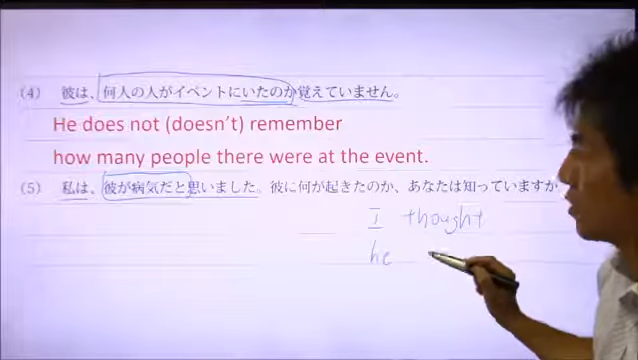 (4) 彼は、何人の人がイベントにいたのか覚えていません。
He does not (doesn't) remember
how many people there were at the event.
(5) 私は、彼が病気だと思いました。彼に何が起きたのか、あなたは知っていますか
I thought
he